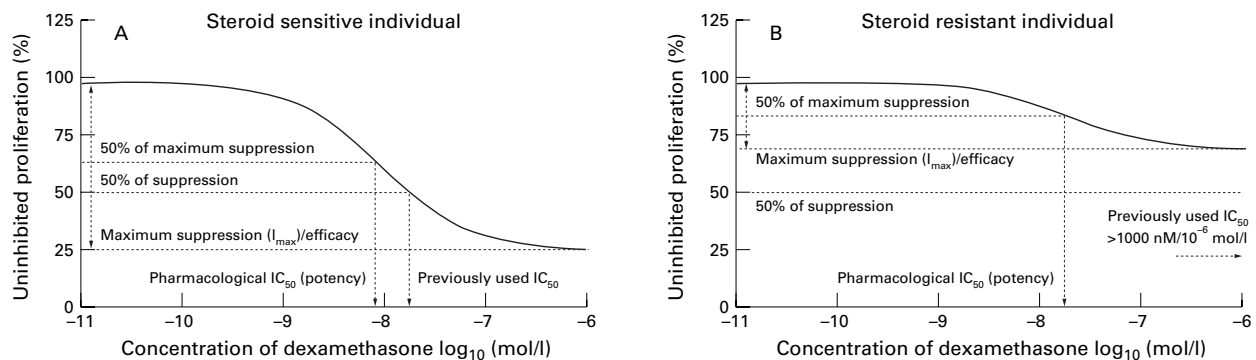 Steroid sensitive individual
A
Uninhibited proliferation (%)
125
100
75
50
25
0
50% of maximum suppression
50% of suppression
Maximum suppression (Imax)/efficacy
Pharmacological IC50 (potency)
Previously used IC50
–11
–10
–9
–8
–7
–6
Concentration of dexamethasone log10 (mol/l)
Steroid resistant individual
B
Uninhibited proliferation (%)
125
100
75
50
25
0
50% of maximum suppression
Maximum suppression (Imax)/efficacy
50% of suppression
Previously used IC50
>1000 nM/10–6 mol/l
Pharmacological IC50 (potency)
–11
–10
–9
–8
–7
–6
Concentration of dexamethasone log10 (mol/l)